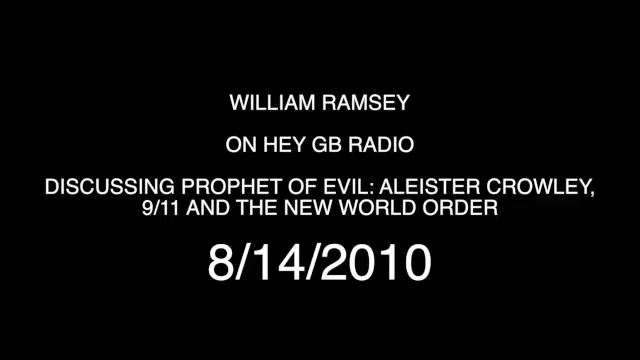 WILLIAM RAMSEY
ON HEY GB RADIO
DISCUSSING PROPHET OF EVIL: ALEISTER CROWLEY,
9/11 AND THE NEW WORLD ORDER
8/14/2010